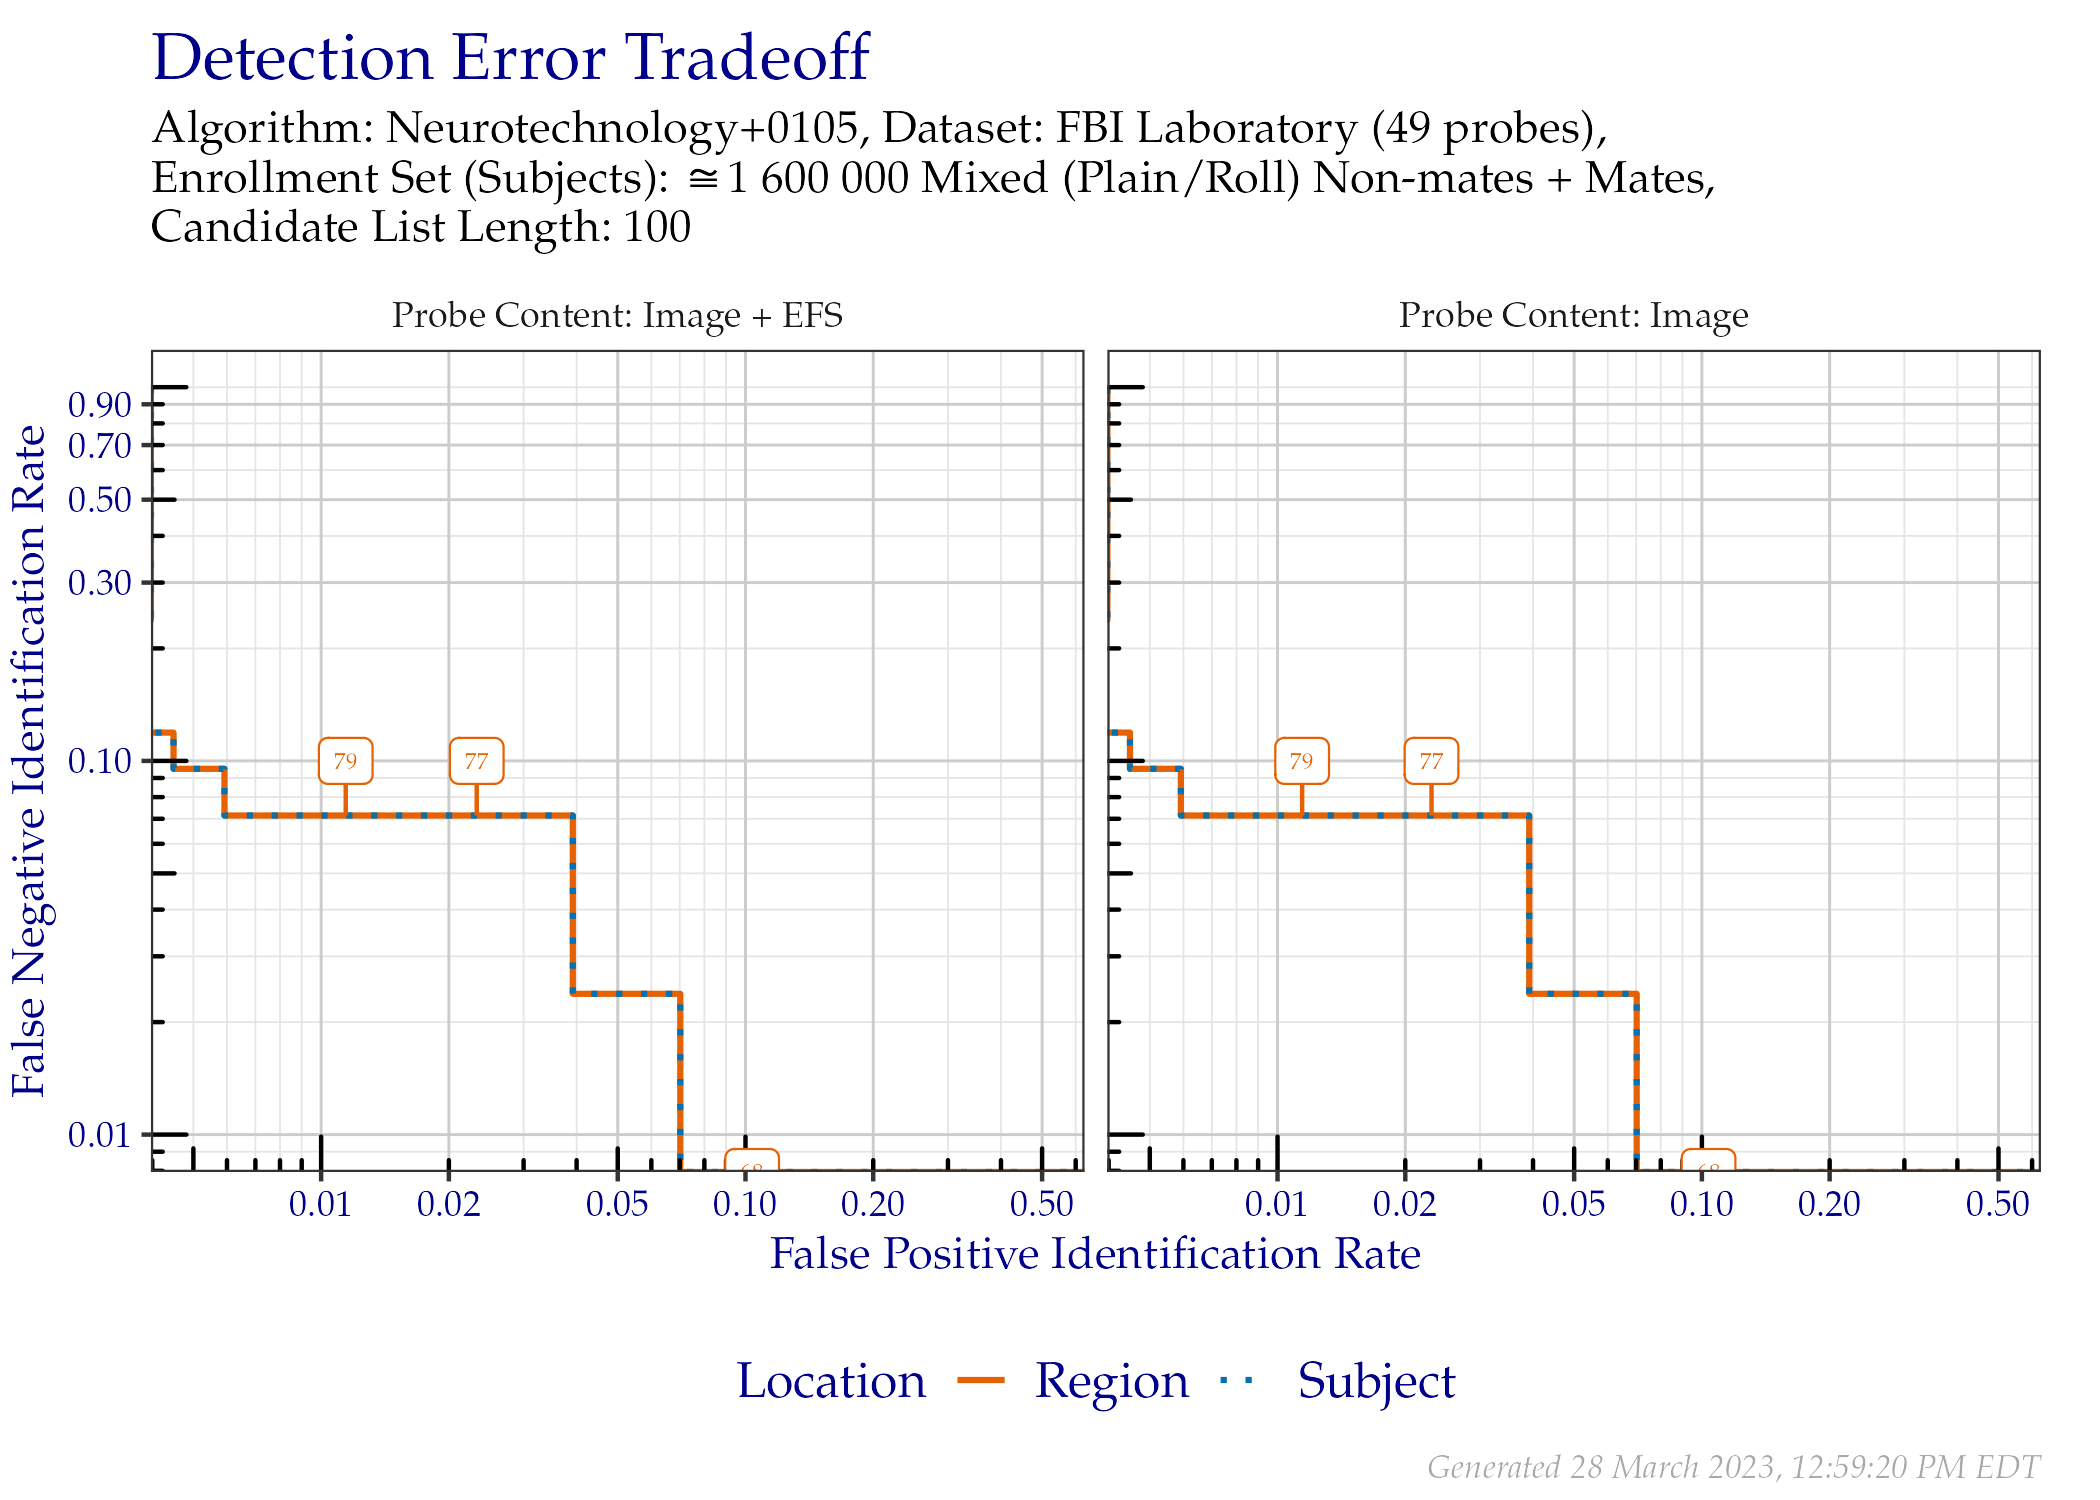 Detection Error Tradeoff
Algorithm: Neurotechnology+0105, Dataset: FBI Laboratory (49 probes),
Enrollment Set (Subjects): ≅1 600 000 Mixed (Plain/Roll) Non-mates + Mates,
Candidate List Length: 100
Probe Content: Image + EFS
Probe Content: Image
False Negative Identification Rate
0.90
0.70
0.50
0.30
0.10
0.01
79
77
79
77
0.01 0.02 0.05 0.10 0.20 0.50
0.01 0.02 0.05 0.10 0.20 0.50
False Positive Identification Rate
Location Region Subject
Generated 28 March 2023, 12:59:20 PM EDT